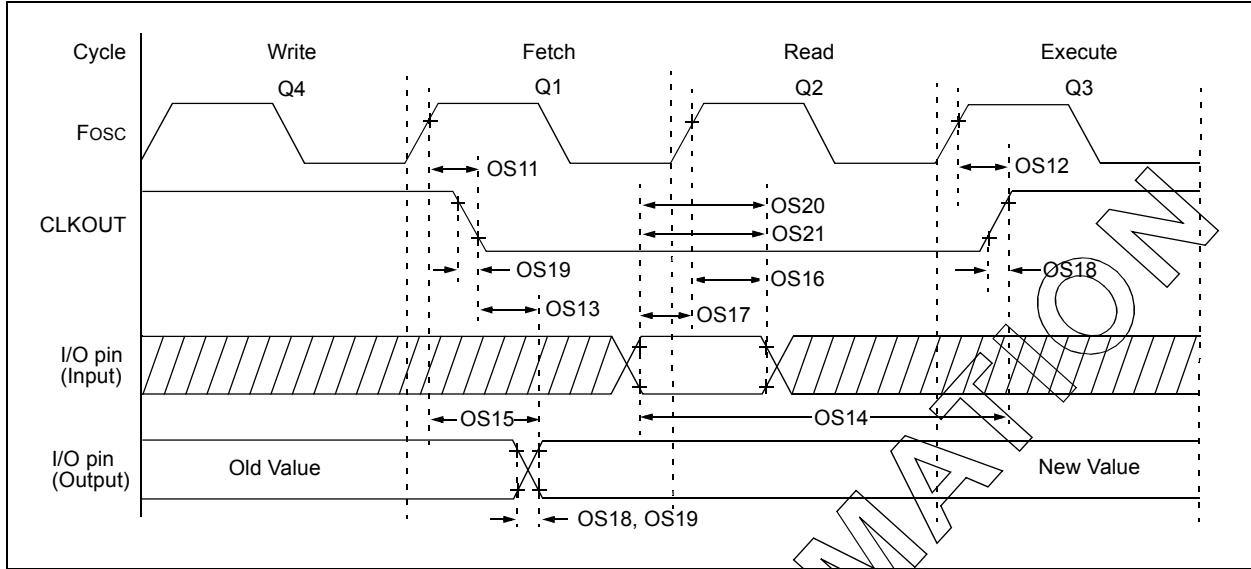 Cycle Write Fetch Read Execute
Q4 Q1 Q2 Q3
FOSC
OS11 OS12
OS20
CLKOUT
OS21
OS19 OS18
OS16
OS13 OS17
I/O pin
(Input)
OS15 OS14
I/O pin
(Output)
Old Value New Value
OS18, OS19
MATION